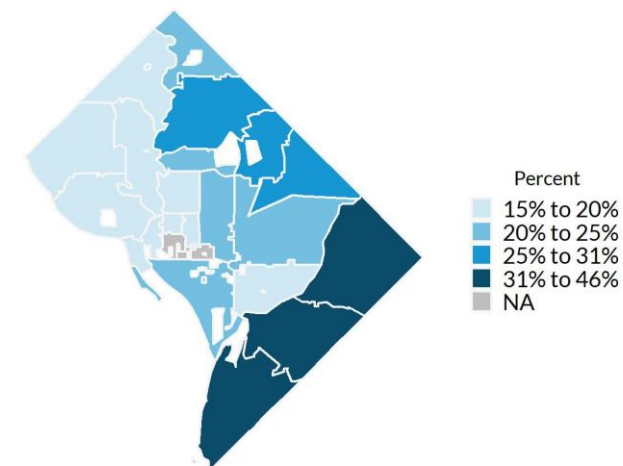 Percent
15% to 20%
20% to 25%
25% to 31%
31% to 46%
NA